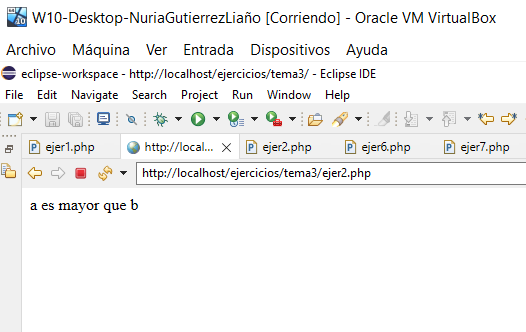 W10-Desktop-NuriaGutierrezLiaño [Corriendo] - Oracle VM VirtualBox
Archivo Máquina Ver Entrada Dispositivos Ayuda
eclipse-workspace - http://localhost/ejercicios/tema3/ - Eclipse IDE
File Edit Navigate Search Project Run Window Help
ejer1.php http://local... ejer2.php ejer6.php ejer7.php
http://localhost/ejercicios/tema3/ejer2.php
a es mayor que b